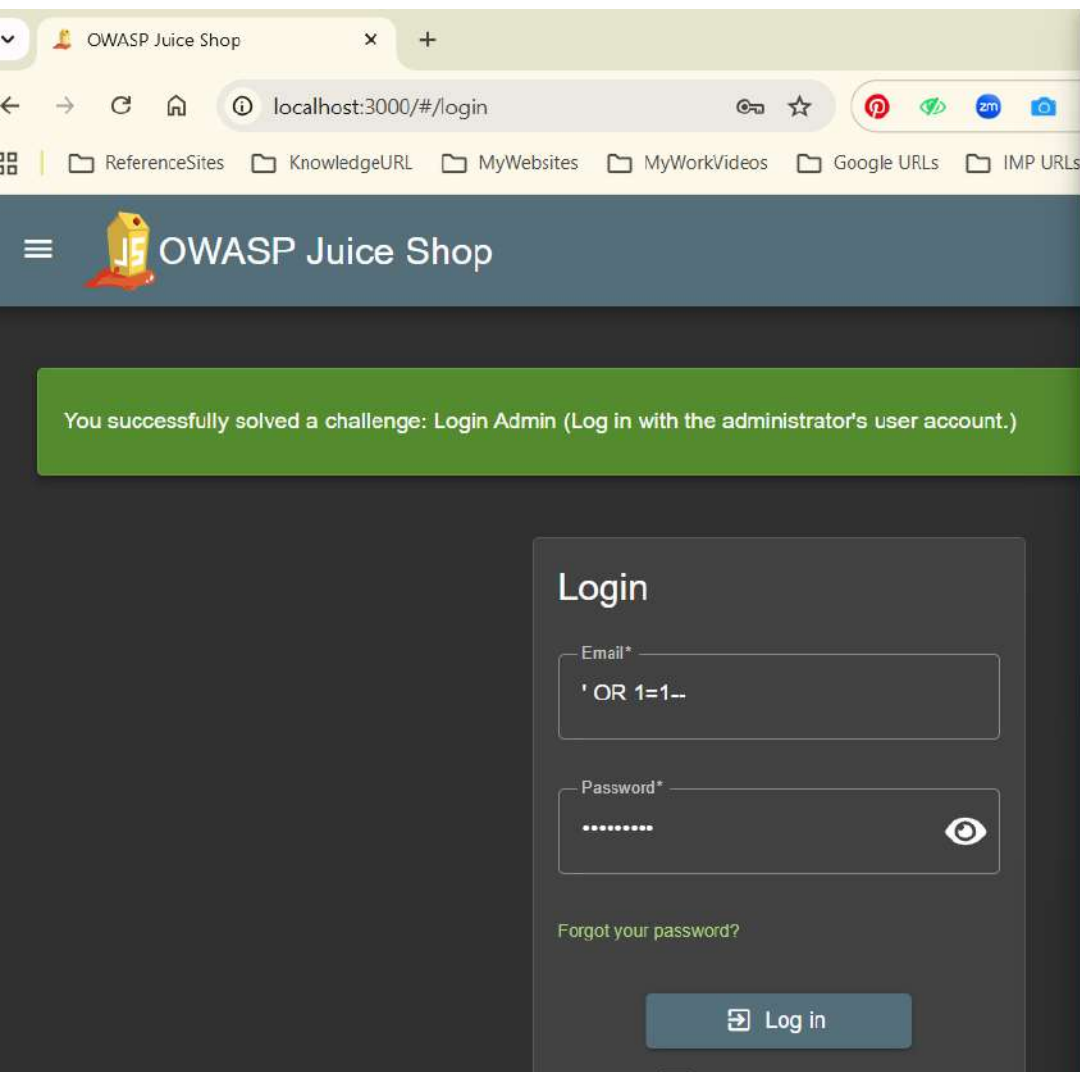 OWASP Juice Shop
localhost:3000/#/login
zm
ReferenceSites KnowledgeURL MyWebsites MyWorkVideos Google URLs IMP URLs
JS OWASP Juice Shop
You successfully solved a challenge: Login Admin (Log in with the administrator's user account.)
Login
Email*
' OR 1=1--
Password*
•••••••••
Forgot your password?
Log in